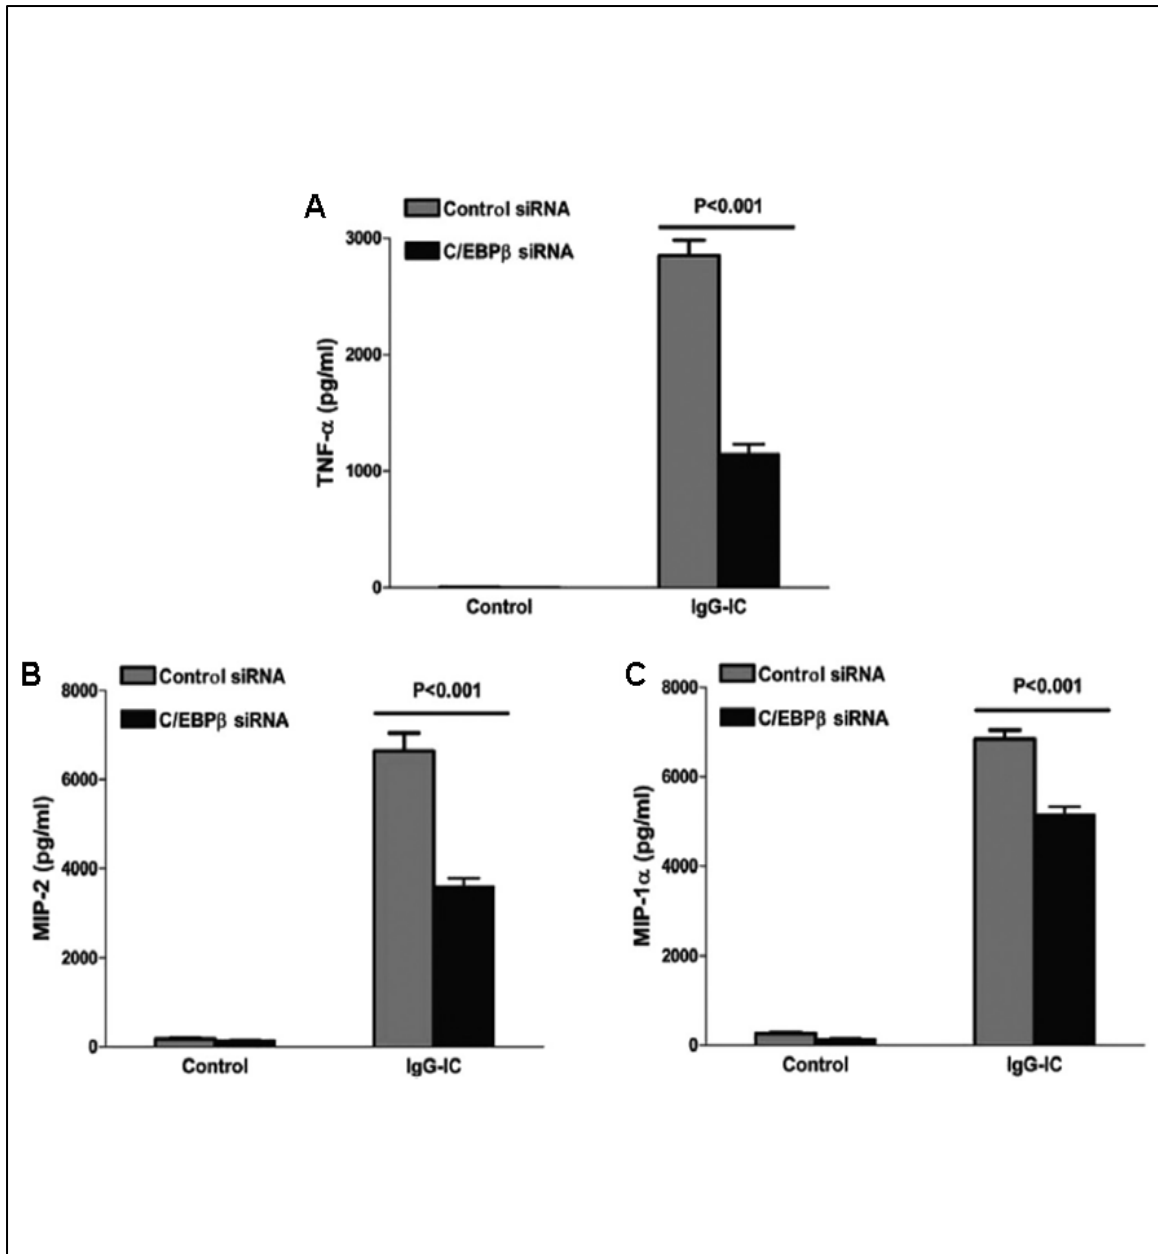 A
Control siRNA
C/EBPβ siRNA
P<0.001
TNF-α (pg/ml)
3000
2000
1000
0
Control
IgG-IC
B
Control siRNA
C/EBPβ siRNA
P<0.001
MIP-2 (pg/ml)
8000
6000
4000
2000
0
Control
IgG-IC
C
Control siRNA
C/EBPβ siRNA
P<0.001
MIP-1α (pg/ml)
8000
6000
4000
2000
0
Control
IgG-IC